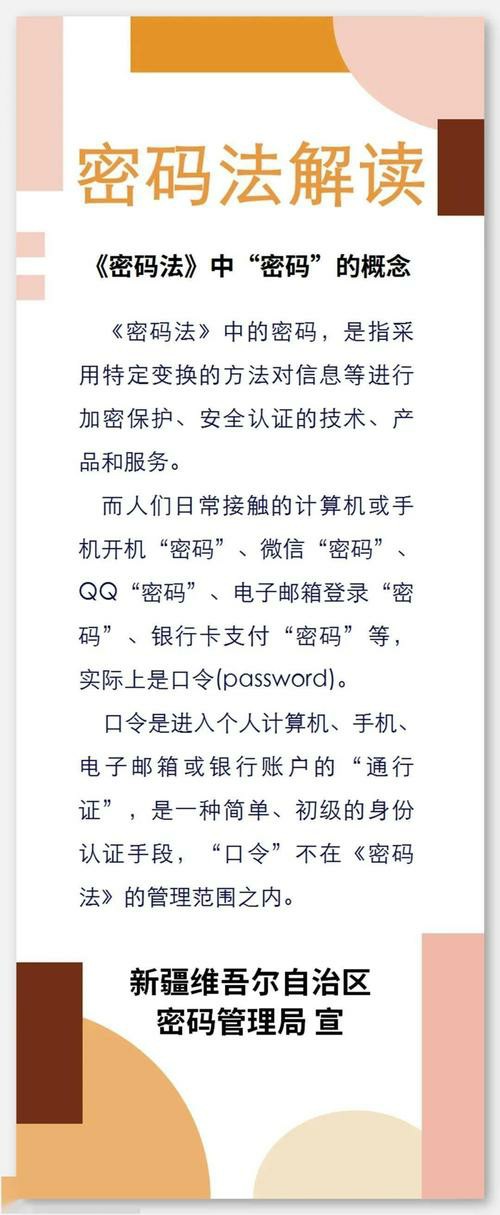 密码法解读
《密码法》中“密码”的概念
《密码法》中的密码，是指采
用特定变换的方法对信息等进行
加密保护、安全认证的技术、产
品和服务。
而人们日常接触的计算机或手
机开机“密码”、微信“密码”、
QQ“密码”、电子邮箱登录“密
码”、银行卡支付“密码”等，
实际上是口令(password)。
口令是进入个人计算机、手机、
电子邮箱或银行账户的“通行
证”，是一种简单、初级的身份
认证手段，“口令”不在《密码
法》的管理范围之内。
新疆维吾尔自治区
密码管理局 宣